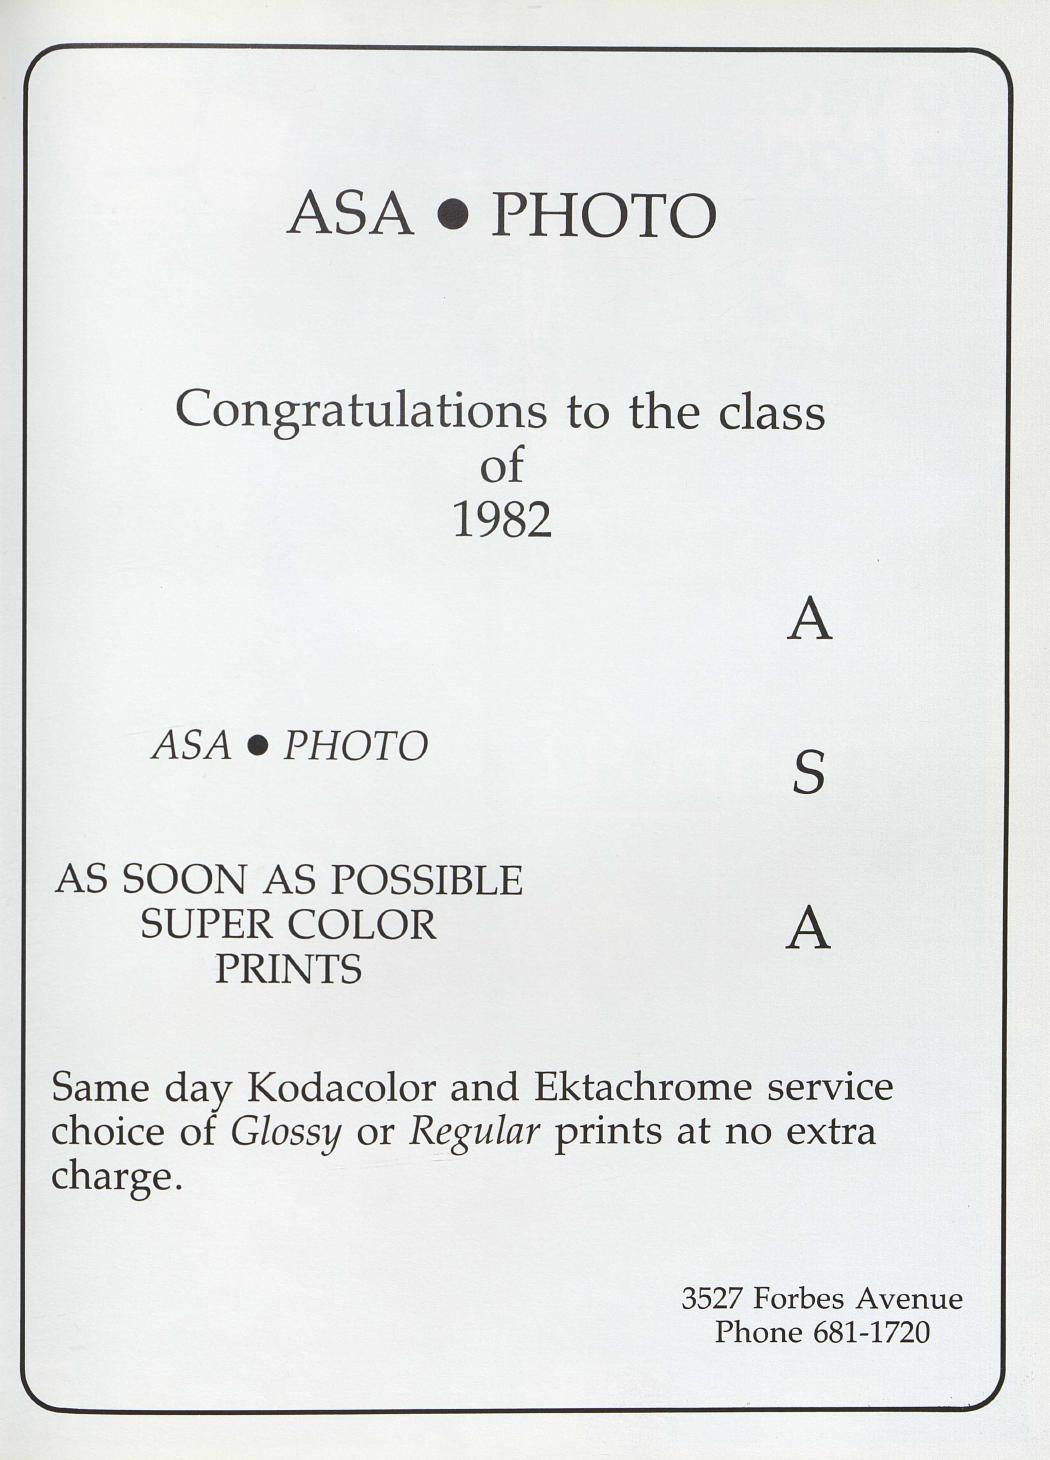 ASA ● PHOTO
Congratulations to the class
of
1982
A
S
A
ASA ● PHOTO
AS SOON AS POSSIBLE
SUPER COLOR
PRINTS
Same day Kodacolor and Ektachrome service
choice of Glossy or Regular prints at no extra
charge.
3527 Forbes Avenue
Phone 681-1720